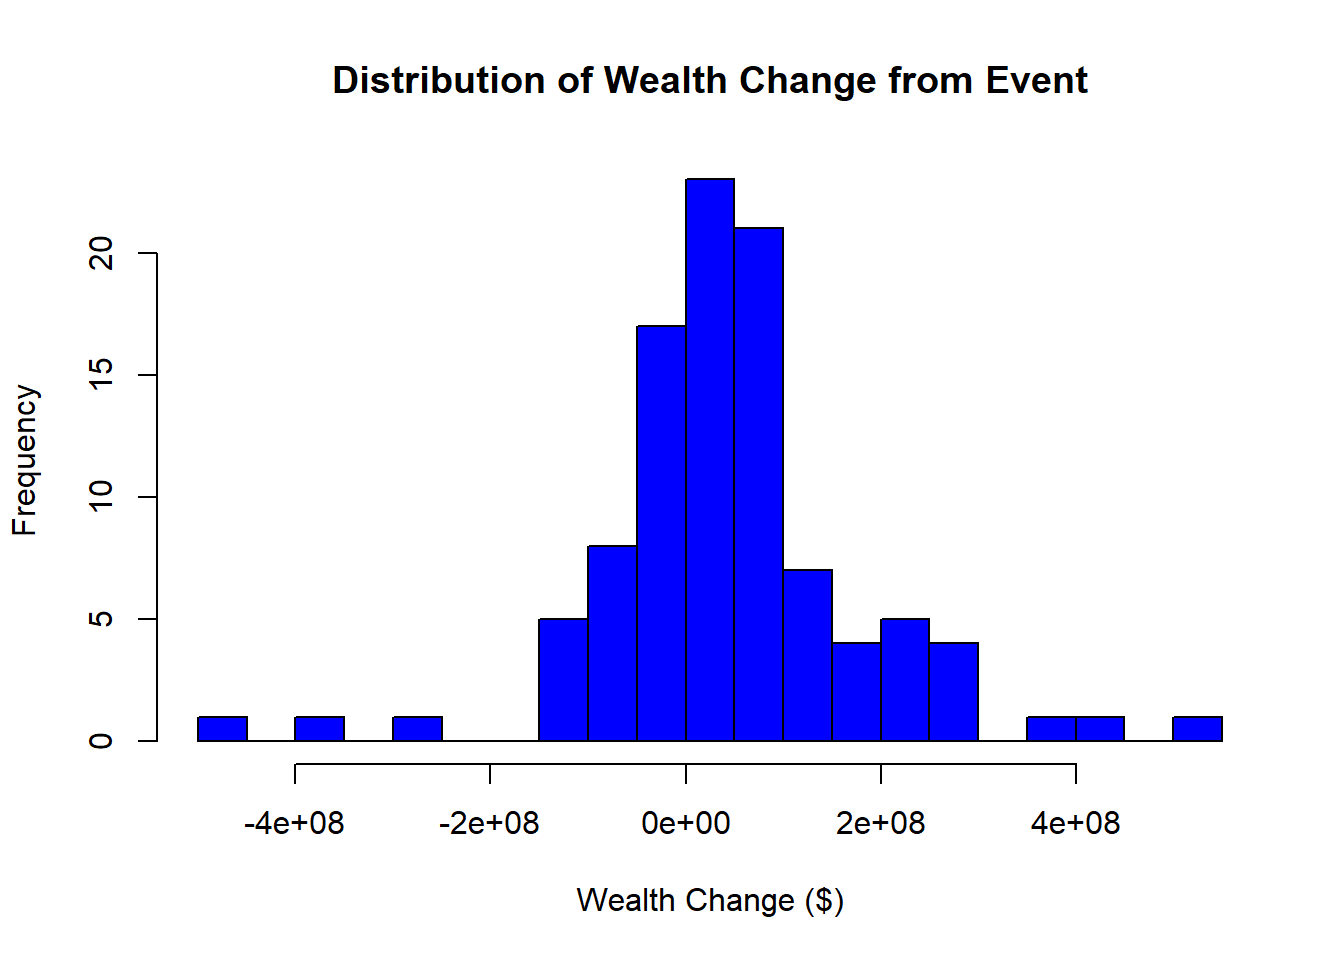 Distribution of Wealth Change from Event
Frequency
20
15
10
5
0
-4e+08 -2e+08 0e+00 2e+08 4e+08
Wealth Change ($)